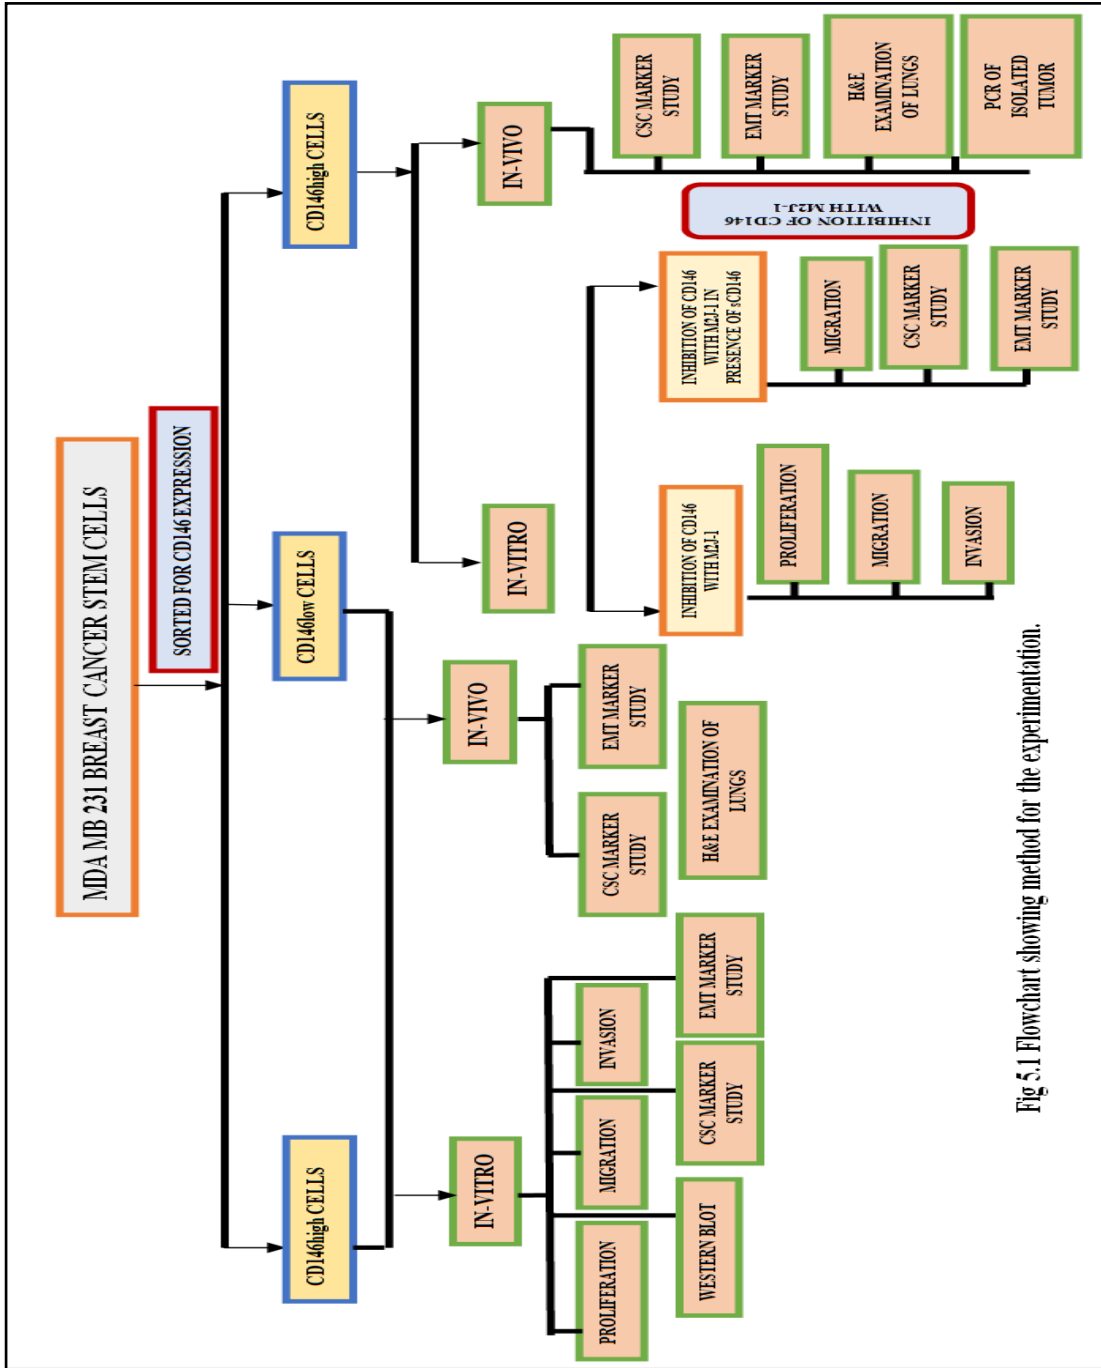 MDA MB 231 BREAST CANCER STEM CELLS
SORTED FOR CD146 EXPRESSION
CD146high CELLS
CD146low CELLS
CD146high CELLS
IN-VITRO
IN-VIVO
IN-VITRO
IN-VIVO
PROLIFERATION
MIGRATION
INVASION
WESTERN BLOT
CSC MARKER
STUDY
EMT MARKER
STUDY
CSC MARKER
STUDY
EMT MARKER
STUDY
H&E EXAMINATION OF
LUNGS
INHIBITION OF CD146
WITH M2J-1
PROLIFERATION
MIGRATION
INVASION
INHIBITION OF CD146
WITH M2J-1 IN
PRESENCE OF sCD146
MIGRATION
CSC MARKER
STUDY
EMT MARKER
STUDY
INHIBITION OF CD146
WITH M2J-1
CSC MARKER
STUDY
EMT MARKER
STUDY
H&E
EXAMINATION
OF LUNGS
PCR OF
ISOLATED
TUMOR
Fig 5.1 Flowchart showing method for the experimentation.